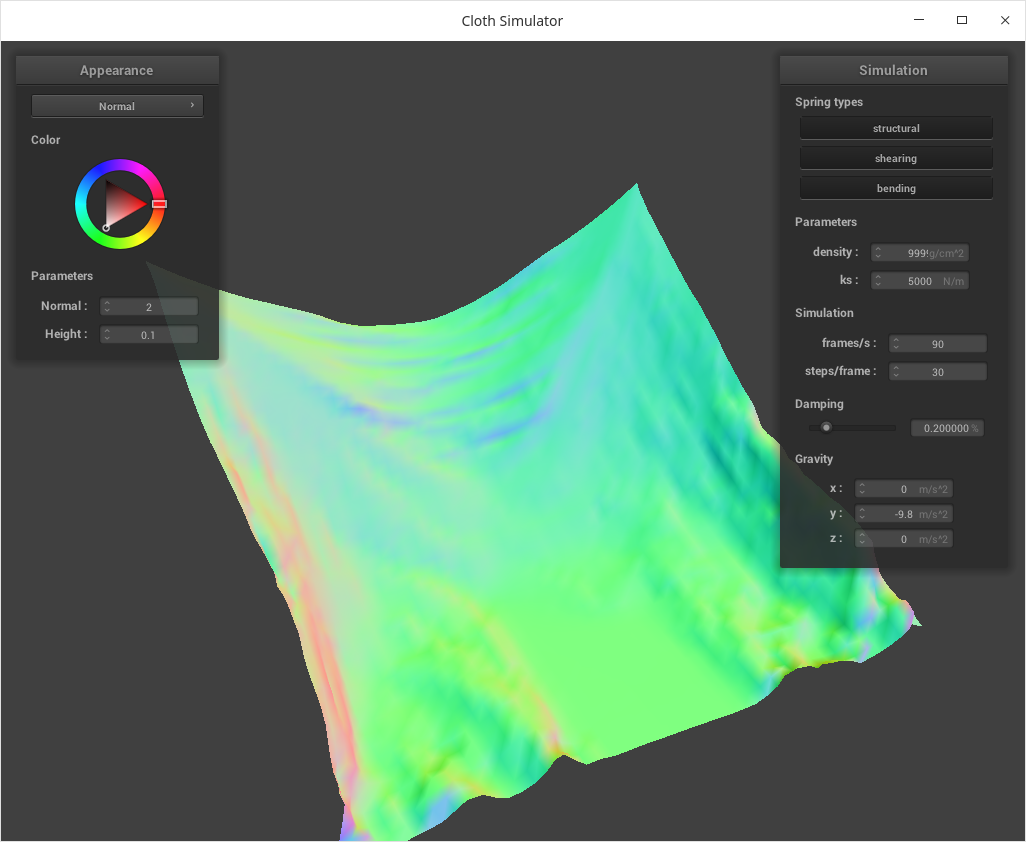 Cloth Simulator
Appearance
Normal
Color
Parameters
Normal : 2
Height : 0.1
Simulation
Spring types
structural
shearing
bending
Parameters
density : g/cm^2
ks : 5000 N/m
Simulation
frames/s : 90
steps/frame : 30
Damping
0.200000 %
Gravity
x : 0 m/s^2
y : -9.8 m/s^2
z : 0 m/s^2